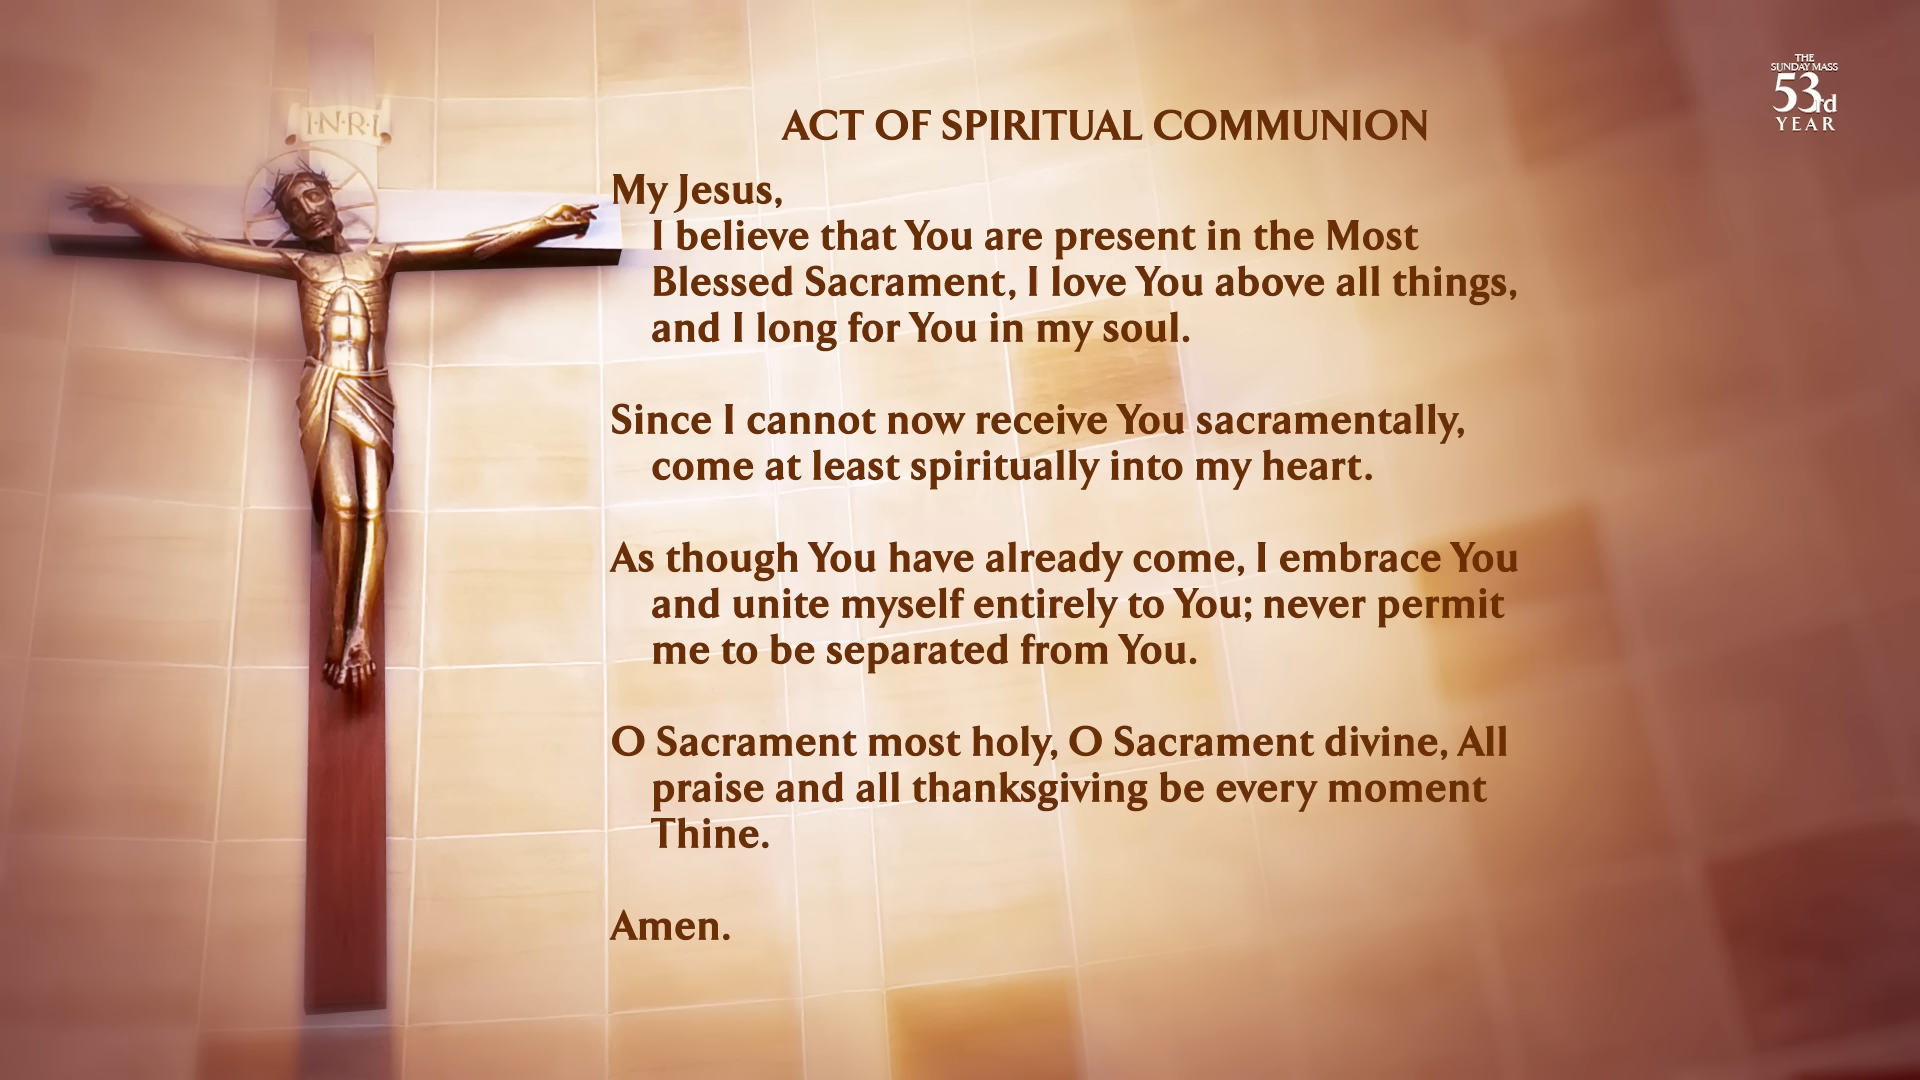 I·N·R·I
THE
SUNDAY MASS
53rd
YEAR
ACT OF SPIRITUAL COMMUNION
My Jesus,
I believe that You are present in the Most
Blessed Sacrament, I love You above all things,
and I long for You in my soul.
Since I cannot now receive You sacramentally,
come at least spiritually into my heart.
As though You have already come, I embrace You
and unite myself entirely to You; never permit
me to be separated from You.
O Sacrament most holy, O Sacrament divine, All
praise and all thanksgiving be every moment
Thine.
Amen.